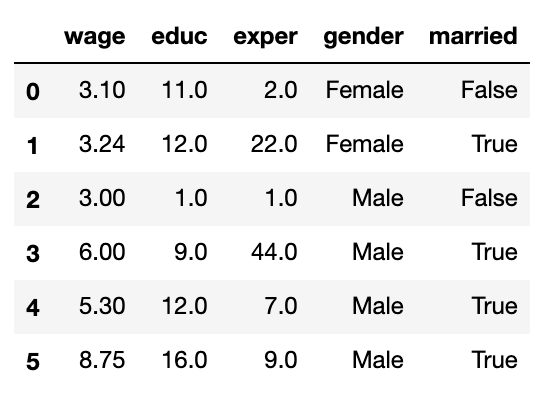 wage educ exper gender married
0 3.10 11.0 2.0 Female False
1 3.24 12.0 22.0 Female True
2 3.00 1.0 1.0 Male False
3 6.00 9.0 44.0 Male True
4 5.30 12.0 7.0 Male True
5 8.75 16.0 9.0 Male True